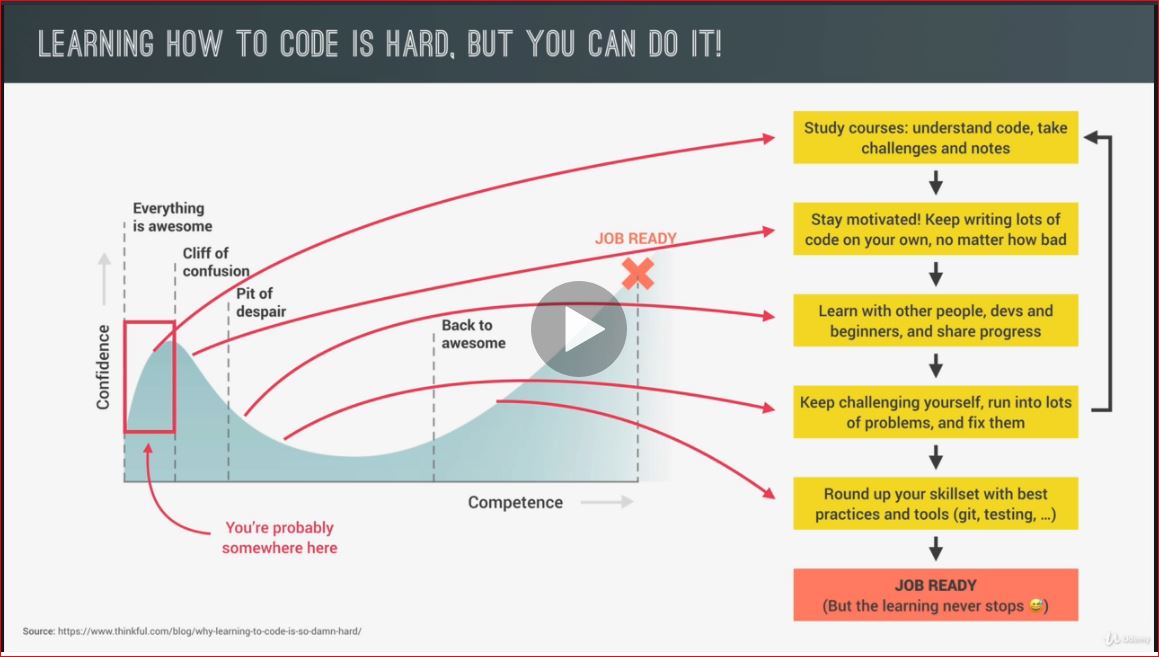 LEARNING HOW TO CODE IS HARD, BUT YOU CAN DO IT!
Everything
is awesome
Cliff of
confusion
Pit of
despair
Back to
awesome
JOB READY
Confidence
Competence
You're probably
somewhere here
Study courses: understand code, take
challenges and notes
Stay motivated! Keep writing lots of
code on your own, no matter how bad
Learn with other people, devs and
beginners, and share progress
Keep challenging yourself, run into lots
of problems, and fix them
Round up your skillset with best
practices and tools (git, testing, ...)
JOB READY
(But the learning never stops 😅)
Source: https://www.thinkful.com/blog/why-learning-to-code-is-so-damn-hard/
Udemy